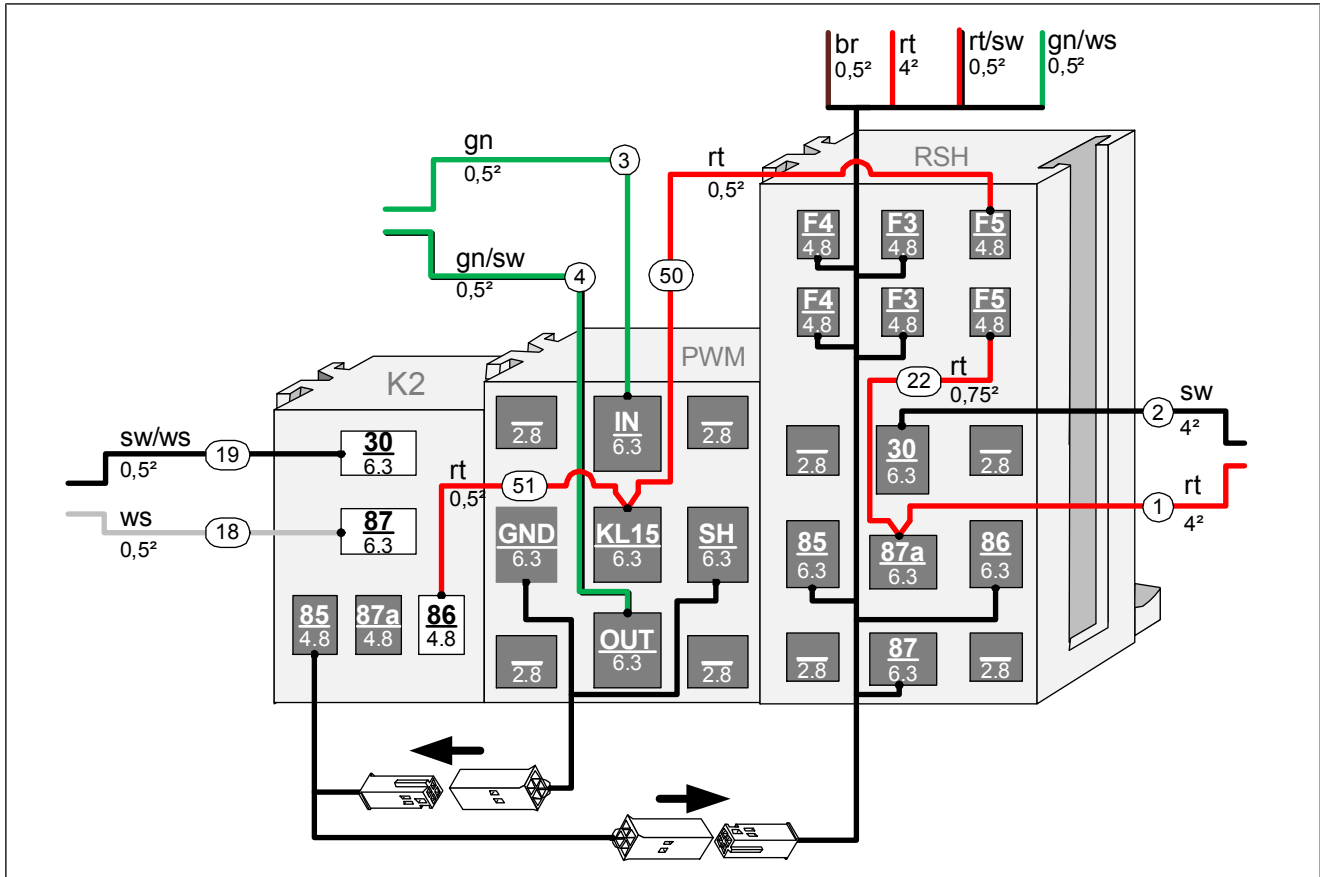 br
0,5²
rt
4²
rt/sw
0,5²
gn/ws
0,5²
gn
0,5²
3
rt
0,5²
RSH
F4
4.8
F3
4.8
F5
4.8
gn/sw
0,5²
4
50
F4
4.8
F3
4.8
F5
4.8
K2
PWM
22
rt
0,75²
2
sw
4²
sw/ws
0,5²
19
30
6.3
2.8
IN
6.3
2.8
2.8
30
6.3
2.8
rt
0,5²
51
1
rt
4²
ws
0,5²
18
87
6.3
GND
6.3
KL15
6.3
SH
6.3
85
6.3
87a
6.3
86
6.3
85
4.8
87a
4.8
86
4.8
2.8
OUT
6.3
2.8
2.8
87
6.3
2.8